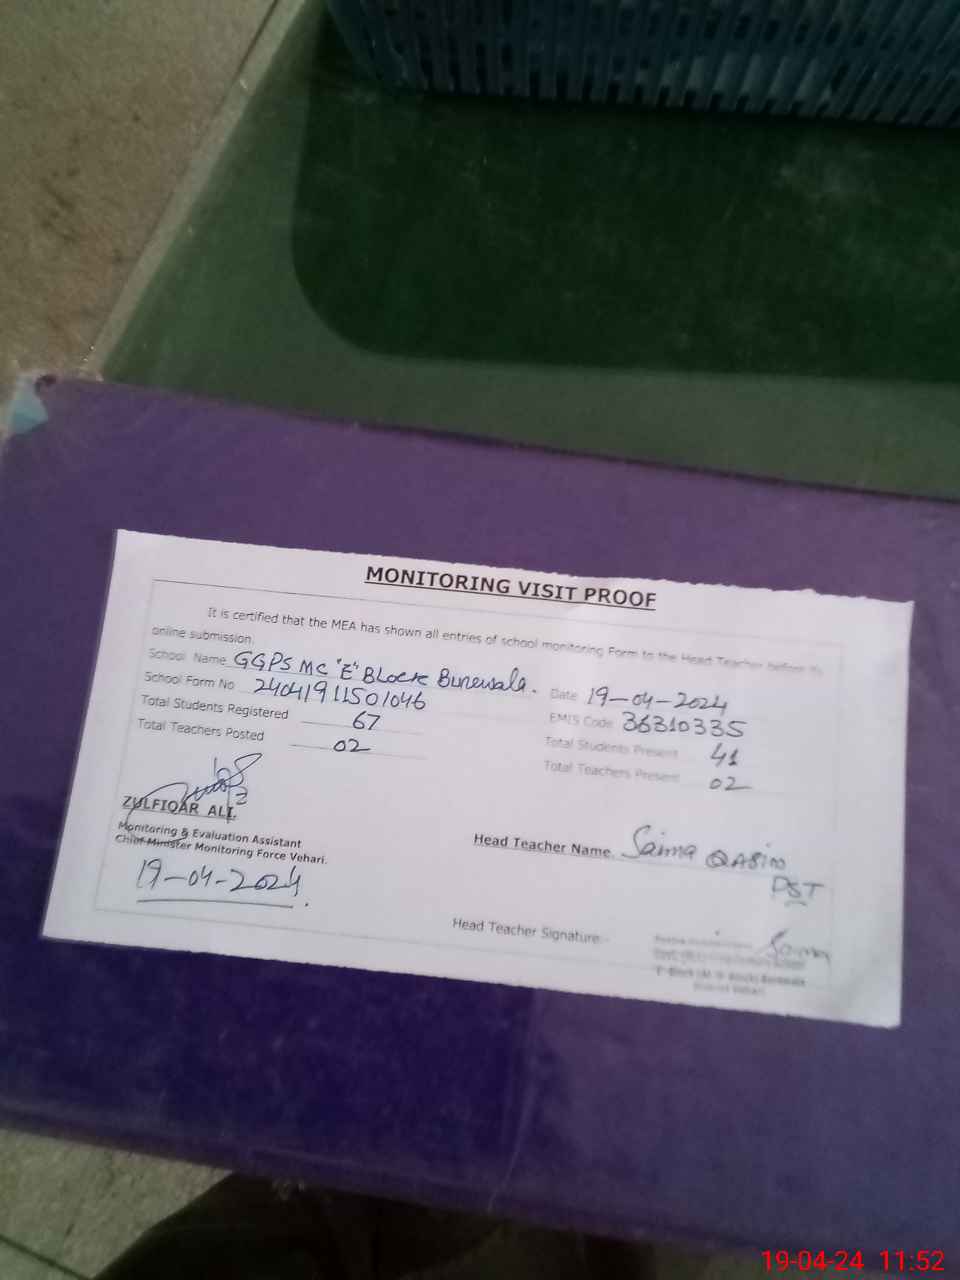 MONITORING VISIT PROOF
It is certified that the MEA has shown all entries of school monitoring Form to the Head Teacher before its
online submission.
School Name GGPS MC "E" Block Burewala. Date 19-04-2024
School Form No 24041911501046 EMIS Code 36310335
Total Students Registered 67 Total Students Present 41
Total Teachers Posted 02 Total Teachers Present 02
ZULFIQAR ALI.
Monitoring & Evaluation Assistant
Chief Minister Monitoring Force Vehari.
19-04-2024.
Head Teacher Name. Saima QASIM
PST
Head Teacher Signature:- Saima
District Vehari
19-04-24 11:52